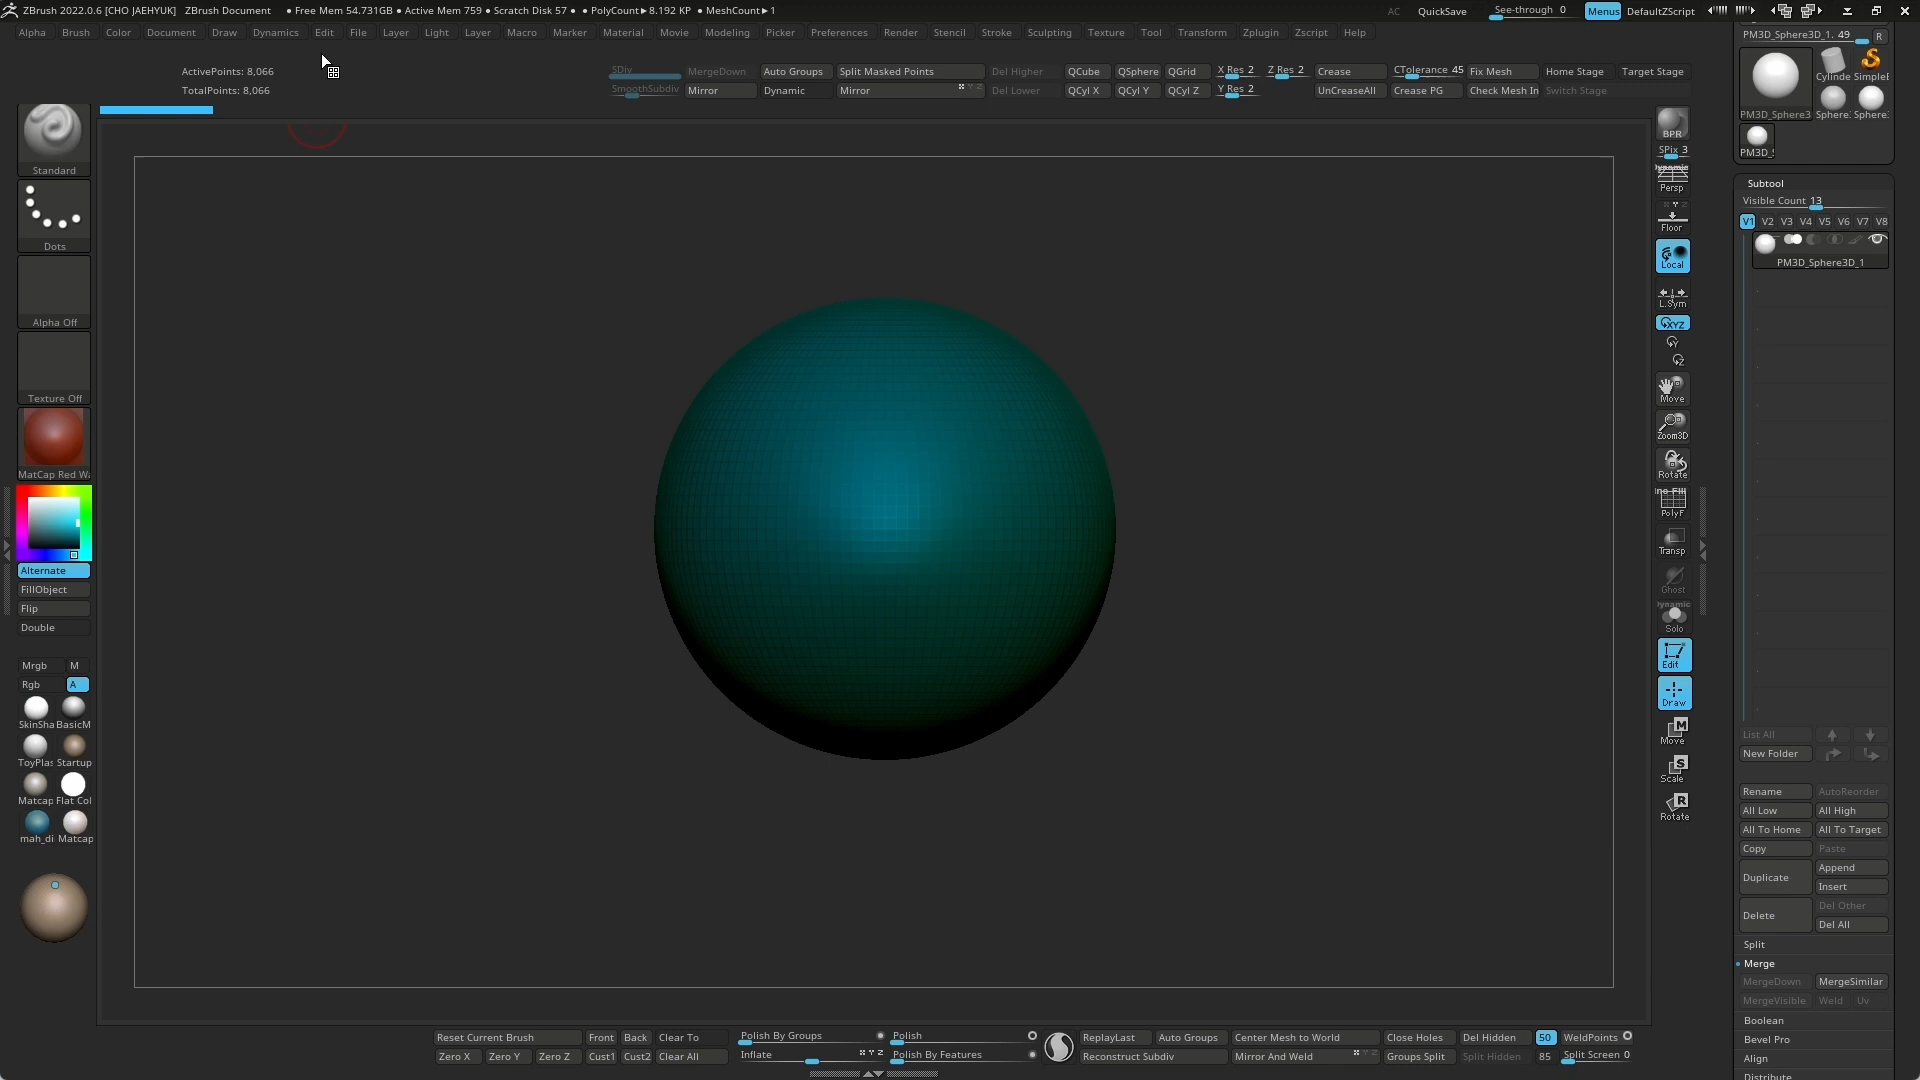 ZBrush 2022.0.6 [CHO JAEHYUK] ZBrush Document • Free Mem 54.731GB • Active Mem 759 • Scratch Disk 57 • • PolyCount▸8.192 KP • MeshCount▸1
AC QuickSave See-through 0 Menus DefaultZScript
Alpha Brush Color Document Draw Dynamics Edit File Layer Light Layer Macro Marker Material Movie Modeling Picker Preferences Render Stencil Stroke Sculpting Texture Tool Transform Zplugin Zscript Help
ActivePoints: 8,066
TotalPoints: 8,066
SDiv MergeDown Auto Groups Split Masked Points Del Higher QCube QSphere QGrid X Res 2 Z Res 2 Crease CTolerance 45 Fix Mesh Home Stage Target Stage
SmoothSubdiv Mirror Dynamic Mirror Del Lower QCyl X QCyl Y QCyl Z Y Res 2 UnCreaseAll Crease PG Check Mesh In Switch Stage
Standard
Dots
Alpha Off
Texture Off
MatCap Red Wa
Alternate
FillObject
Flip
Double
Mrgb M
Rgb A
SkinSha BasicM
ToyPlas Startup
Matcap Flat Col
mah_di Matcap
BPR
SPix 3
Dynamic
Persp
Floor
Local
L.Sym
XYZ
Y
Z
Move
Zoom3D
Rotate
ine Fill
PolyF
Transp
Ghost
Dynamic
Solo
Edit
Draw
Move
Scale
Rotate
PM3D_Sphere3D_1. 49 R
Cylinde SimpleB
PM3D_Sphere3 Sphere: Sphere:
PM3D_S
Subtool
Visible Count 13
V1 V2 V3 V4 V5 V6 V7 V8
PM3D_Sphere3D_1
List All
New Folder
Rename AutoReorder
All Low All High
All To Home All To Target
Copy Paste
Duplicate Append
Insert
Delete Del Other
Del All
Split
Merge
MergeDown MergeSimilar
MergeVisible Weld Uv
Boolean
Bevel Pro
Align
Distribute
Reset Current Brush Front Back Clear To Polish By Groups Polish ReplayLast Auto Groups Center Mesh to World Close Holes Del Hidden 50 WeldPoints
Zero X Zero Y Zero Z Cust1 Cust2 Clear All Inflate Polish By Features Reconstruct Subdiv Mirror And Weld Groups Split Split Hidden 85 Split Screen 0